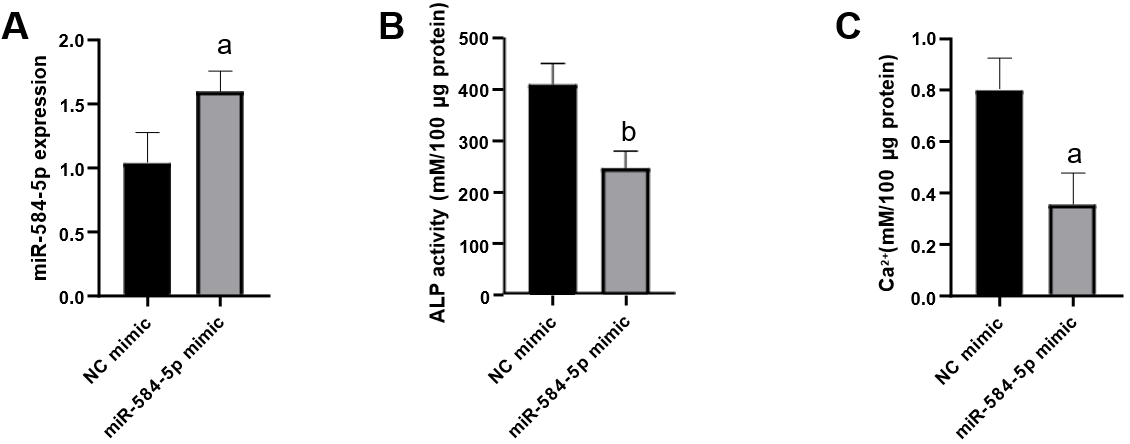 A
miR-584-5p expression
2.0
1.5
1.0
0.5
0.0
a
NC mimic
miR-584-5p mimic
B
ALP activity (mM/100 µg protein)
500
400
300
200
100
0
b
NC mimic
miR-584-5p mimic
C
Ca²⁺(mM/100 µg protein)
1.0
0.8
0.6
0.4
0.2
0.0
a
NC mimic
miR-584-5p mimic